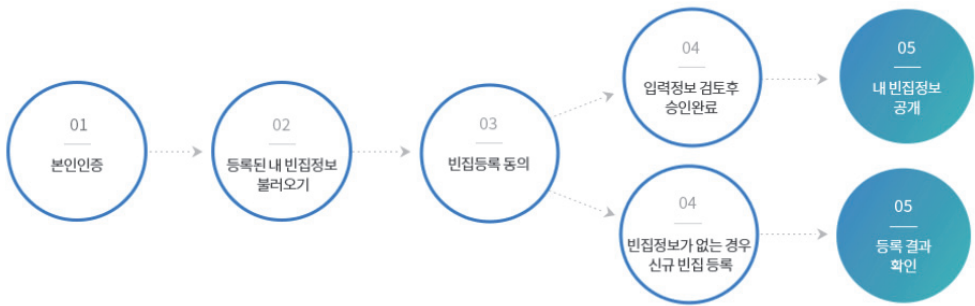 01
본인인증
02
등록된 내 빈집정보
불러오기
03
빈집등록 동의
04
입력정보 검토후
승인완료
05
내 빈집정보
공개
04
빈집정보가 없는 경우
신규 빈집 등록
05
등록 결과
확인